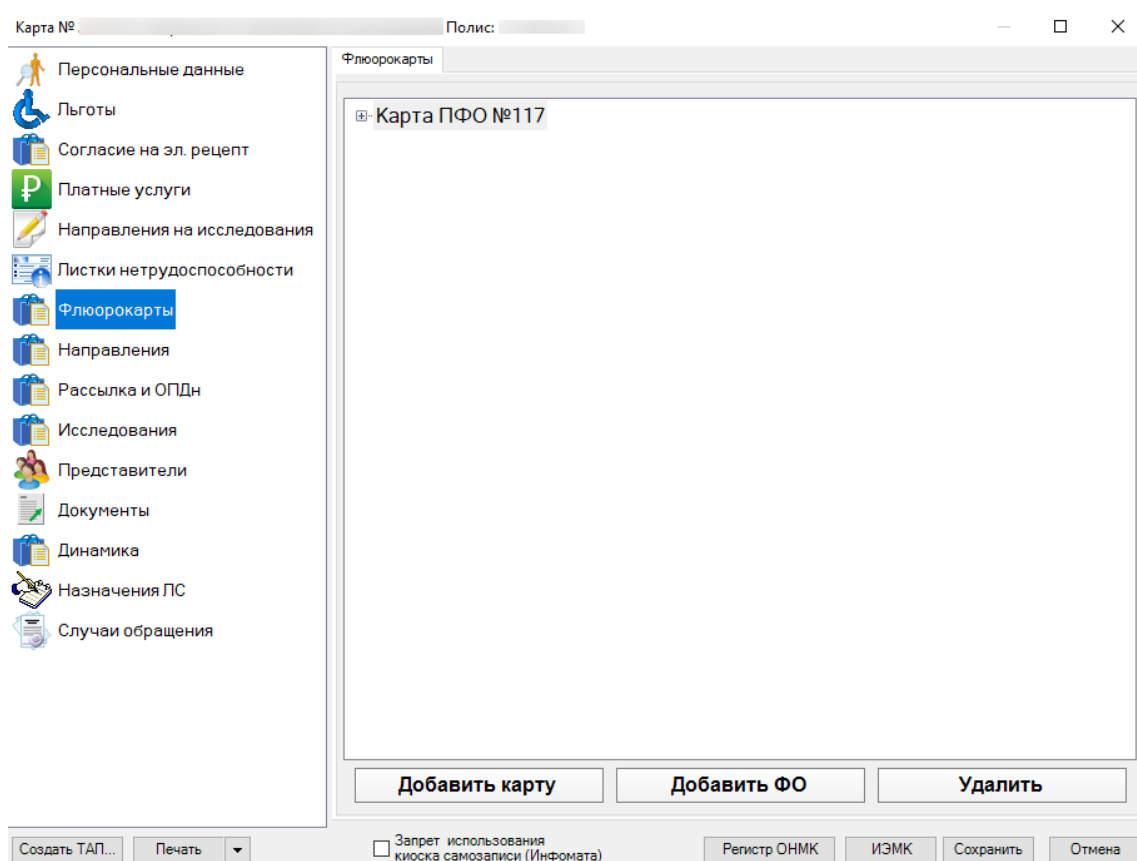 Карта №
Полис:
Персональные данные
Льготы
Согласие на эл. рецепт
Платные услуги
Направления на исследования
Листки нетрудоспособности
Флюорокарты
Направления
Рассылка и ОПДн
Исследования
Представители
Документы
Динамика
Назначения ЛС
Случаи обращения
Флюорокарты
Карта ПФО №117
Добавить карту
Добавить ФО
Удалить
Создать ТАП...
Печать
Запрет использования
киоска самозаписи (Инфомата)
Регистр ОНМК
ИЭМК
Сохранить
Отмена